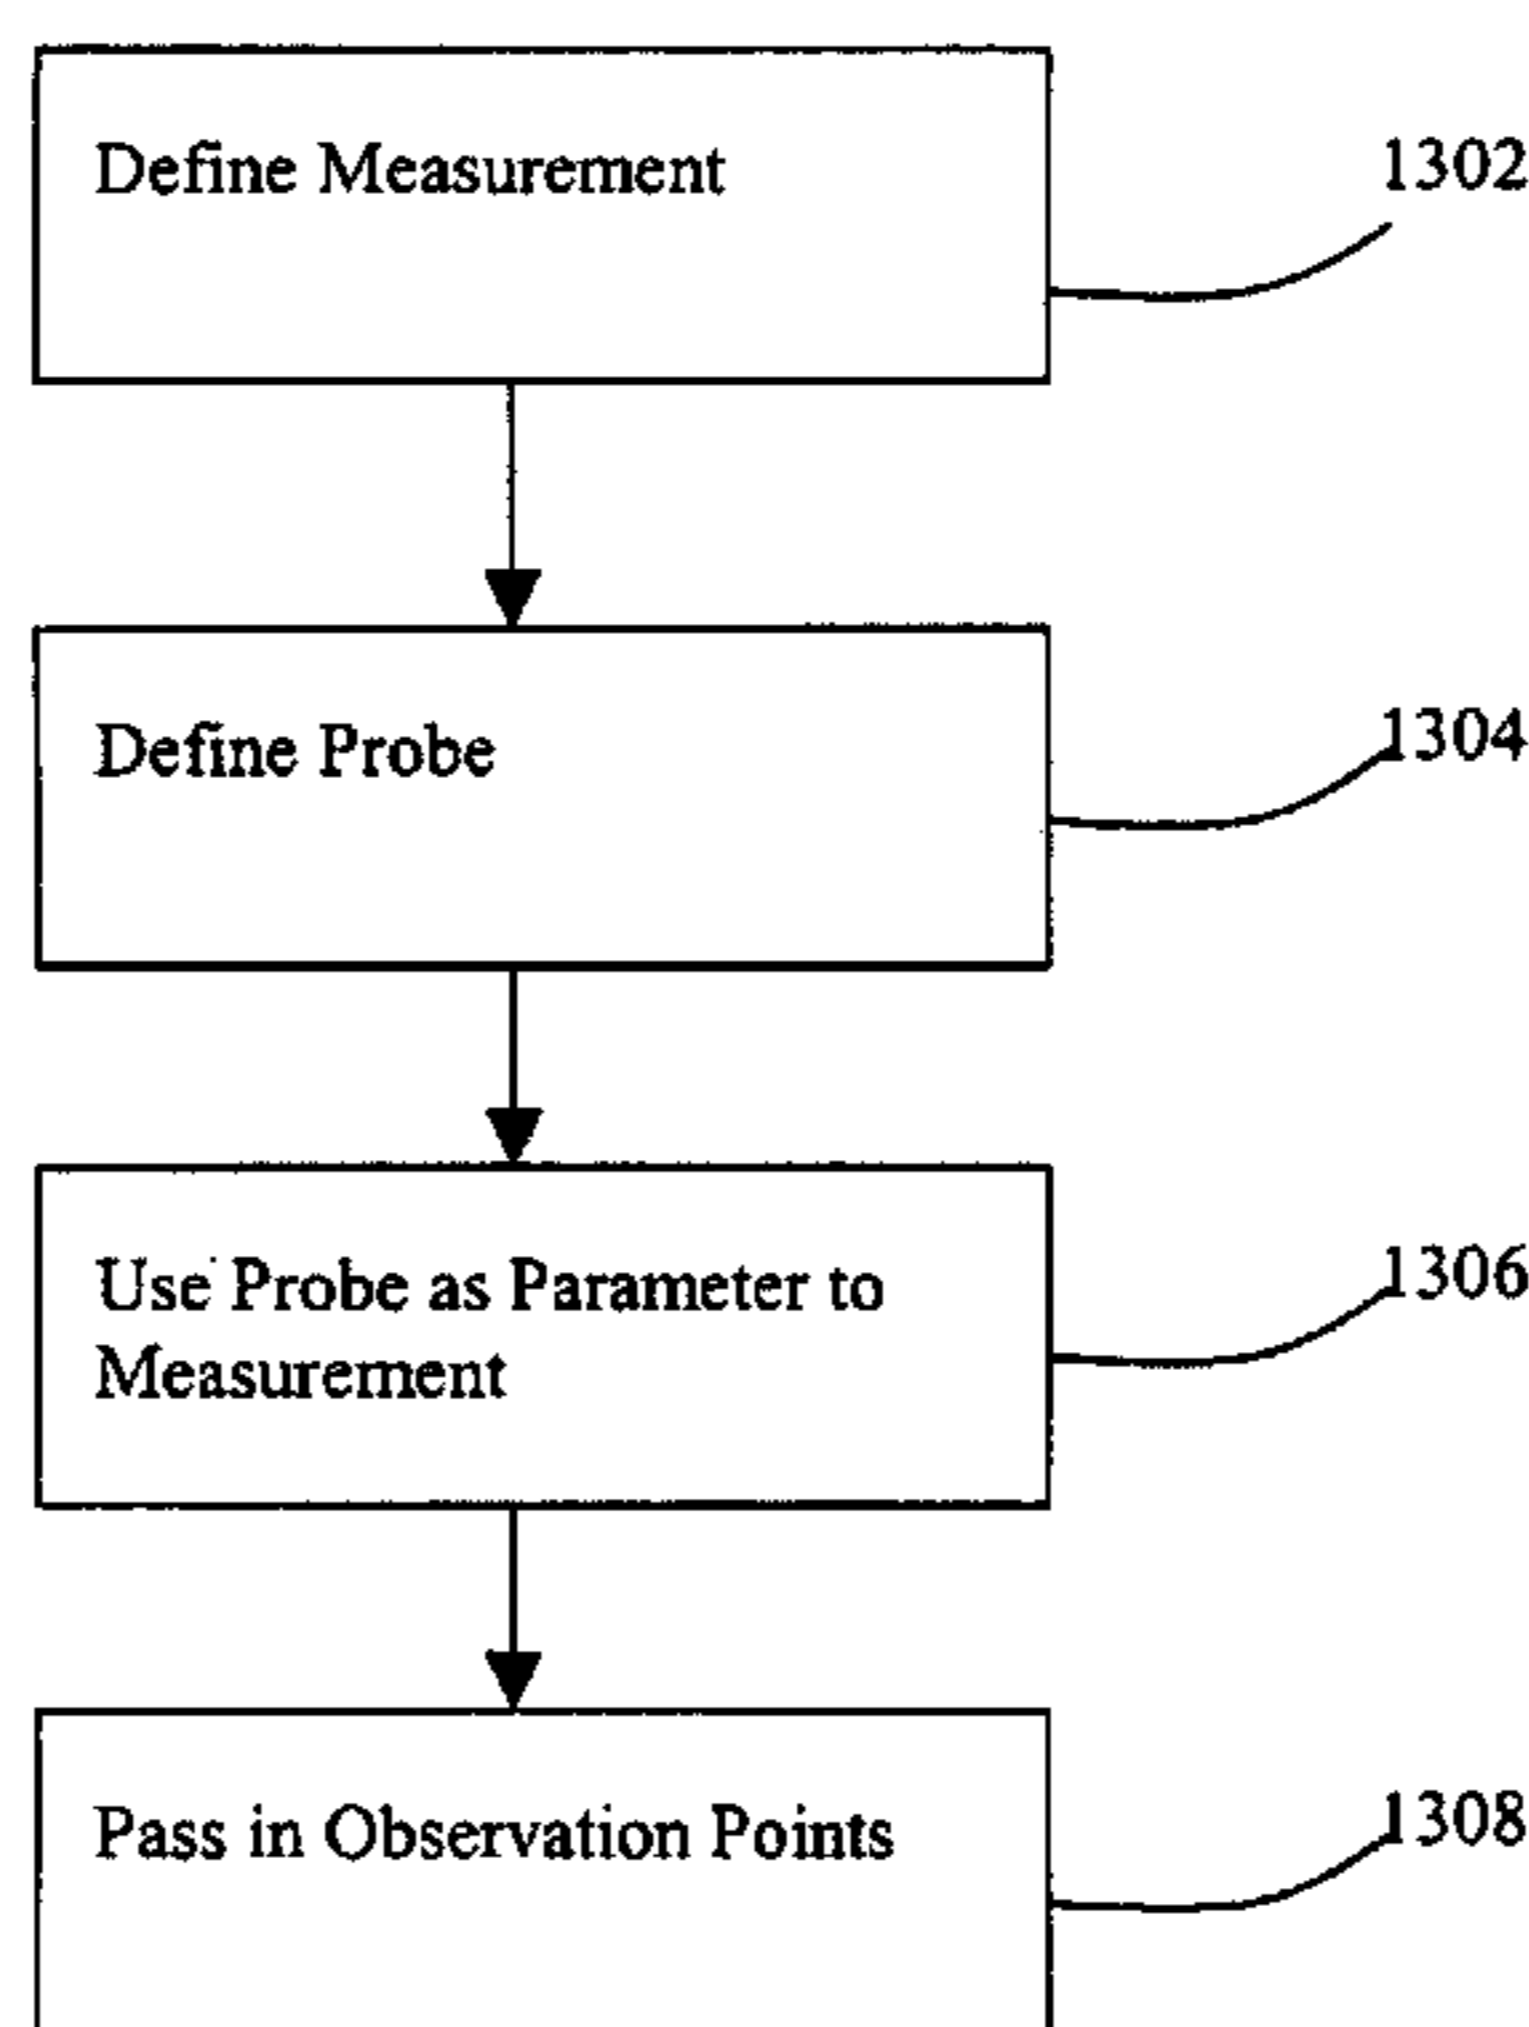 Define Measurement
1302
Define Probe
1304
Use Probe as Parameter to
Measurement
1306
Pass in Observation Points
1308